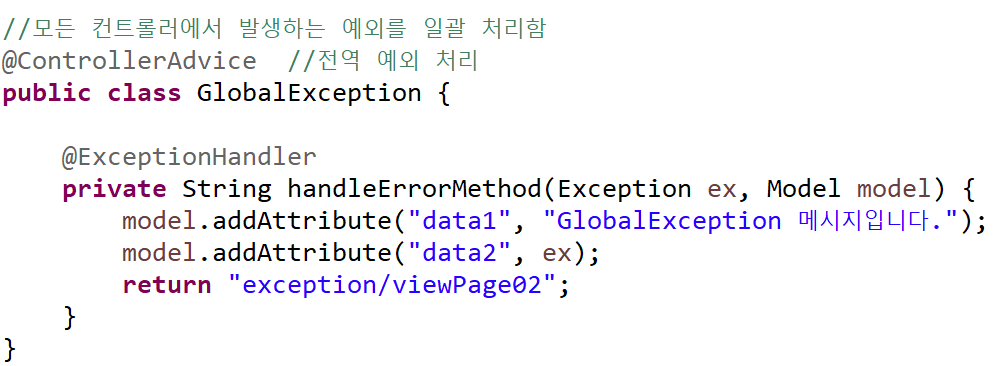 //모든 컨트롤러에서 발생하는 예외를 일괄 처리함
@ControllerAdvice  //전역 예외 처리
public class GlobalException {
    @ExceptionHandler
    private String handleErrorMethod(Exception ex, Model model) {
        model.addAttribute("data1", "GlobalException 메시지입니다.");
        model.addAttribute("data2", ex);
        return "exception/viewPage02";
    }
}